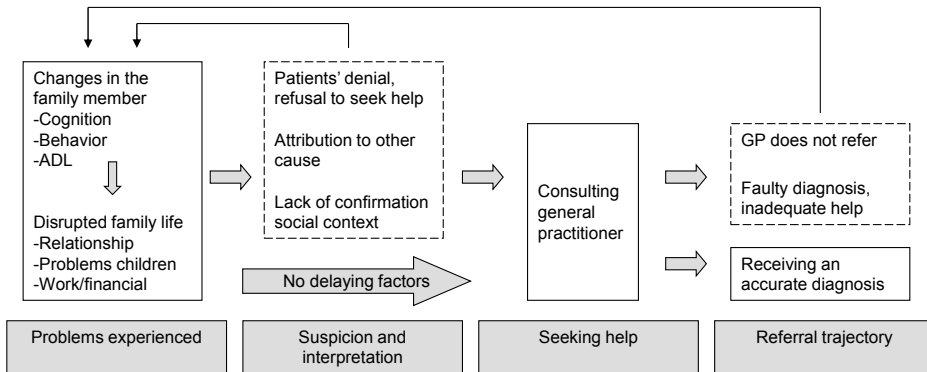 Changes in the
family member
-Cognition
-Behavior
-ADL
Disrupted family life
-Relationship
-Problems children
-Work/financial
Patients' denial,
refusal to seek help
Attribution to other
cause
Lack of confirmation
social context
No delaying factors
Consulting
general
practitioner
GP does not refer
Faulty diagnosis,
inadequate help
Receiving an
accurate diagnosis
Problems experienced
Suspicion and
interpretation
Seeking help
Referral trajectory